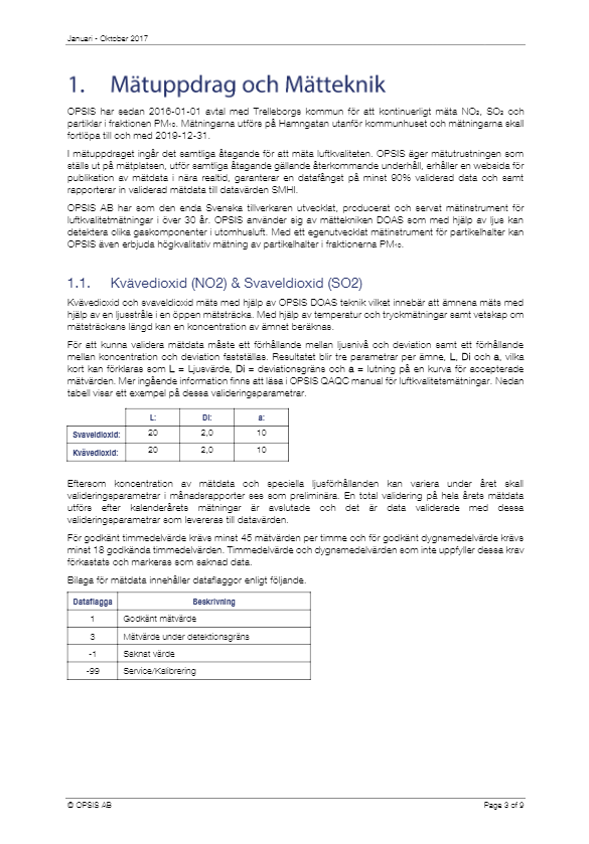 Januari - Oktober 2017
1. Mätuppdrag och Mätteknik
OPSIS har sedan 2016-01-01 avtal med Trelleborgs kommun för att kontinuerligt mäta NO₂, SO₂ och
partiklar i fraktionen PM₁₀. Mätningarna utförs på Hamngatan utanför kommunhuset och mätningarna skall
fortlöpa till och med 2019-12-31.
I mätuppdraget ingår det samtliga åtagande för att mäta luftkvaliteten. OPSIS äger mätutrustningen som
ställs ut på mätplatsen, utför samtliga åtagande gällande återkommande underhåll, erhåller en websida för
publikation av mätdata i nära realtid, garanterar en datafångst på minst 90% validerad data och samt
rapporterar in validerad mätdata till datavärden SMHI.
OPSIS AB har som den enda Svenska tillverkaren utvecklat, producerat och servat mätinstrument för
luftkvalitetmätningar i över 30 år. OPSIS använder sig av mättekniken DOAS som med hjälp av ljus kan
detektera olika gaskomponenter i utomhusluft. Med ett egenutvecklat mätinstrument för partikelhalter kan
OPSIS även erbjuda högkvalitativ mätning av partikelhalter i fraktionerna PM₁₀.
1.1. Kvävedioxid (NO2) & Svaveldioxid (SO2)
Kvävedioxid och svaveldioxid mäts med hjälp av OPSIS DOAS teknik vilket innebär att ämnena mäts med
hjälp av en ljusstråle i en öppen mätsträcka. Med hjälp av temperatur och tryckmätningar samt vetskap om
mätsträckans längd kan en koncentration av ämnet beräknas.
För att kunna validera mätdata måste ett förhållande mellan ljusnivå och deviation samt ett förhållande
mellan koncentration och deviation fastställas. Resultatet blir tre parametrar per ämne, L, Di och a, vilka
kort kan förklaras som L = Ljusvärde, Di = deviationsgräns och a = lutning på en kurva för accepterade
mätvärden. Mer ingående information finns att läsa i OPSIS QAQC manual för luftkvalitetsmätningar. Nedan
tabell visar ett exempel på dessa valideringsparametrar.
L: Di: a:
Svaveldioxid: 20 2,0 10
Kvävedioxid: 20 2,0 10
Eftersom koncentration av mätdata och speciella ljusförhållanden kan variera under året skall
valideringsparametrar i månadsrapporter ses som preliminära. En total validering på hela årets mätdata
utförs efter kalenderårets mätningar är avslutade och det är data validerade med dessa
valideringsparametrar som levereras till datavärden.
För godkänt timmedelvärde krävs minst 45 mätvärden per timme och för godkänt dygnsmedelvärde krävs
minst 18 godkända timmedelvärden. Timmedelvärde och dygnsmedelvärden som inte uppfyller dessa krav
förkastats och markeras som saknad data.
Bilaga för mätdata innehåller dataflaggor enligt följande.
Dataflagga Beskrivning
1 Godkänt mätvärde
3 Mätvärde under detektionsgräns
-1 Saknat värde
-99 Service/Kalibrering
© OPSIS AB Page 3 of 9